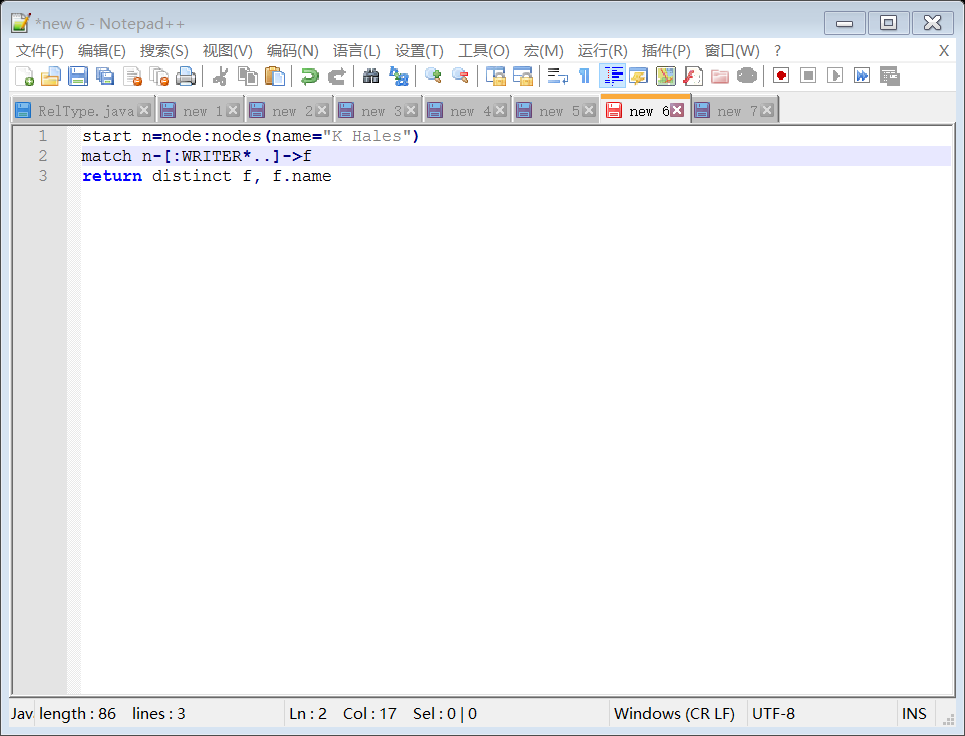 *new 6 - Notepad++
文件(F) 编辑(E) 搜索(S) 视图(V) 编码(N) 语言(L) 设置(T) 工具(O) 宏(M) 运行(R) 插件(P) 窗口(W) ? X
RelType.java new 1 new 2 new 3 new 4 new 5 new 6 new 7
1 start n=node:nodes(name="K Hales")
2 match n-[:WRITER*..]->f
3 return distinct f, f.name
Jav length : 86 lines : 3 Ln : 2 Col : 17 Sel : 0 | 0 Windows (CR LF) UTF-8 INS